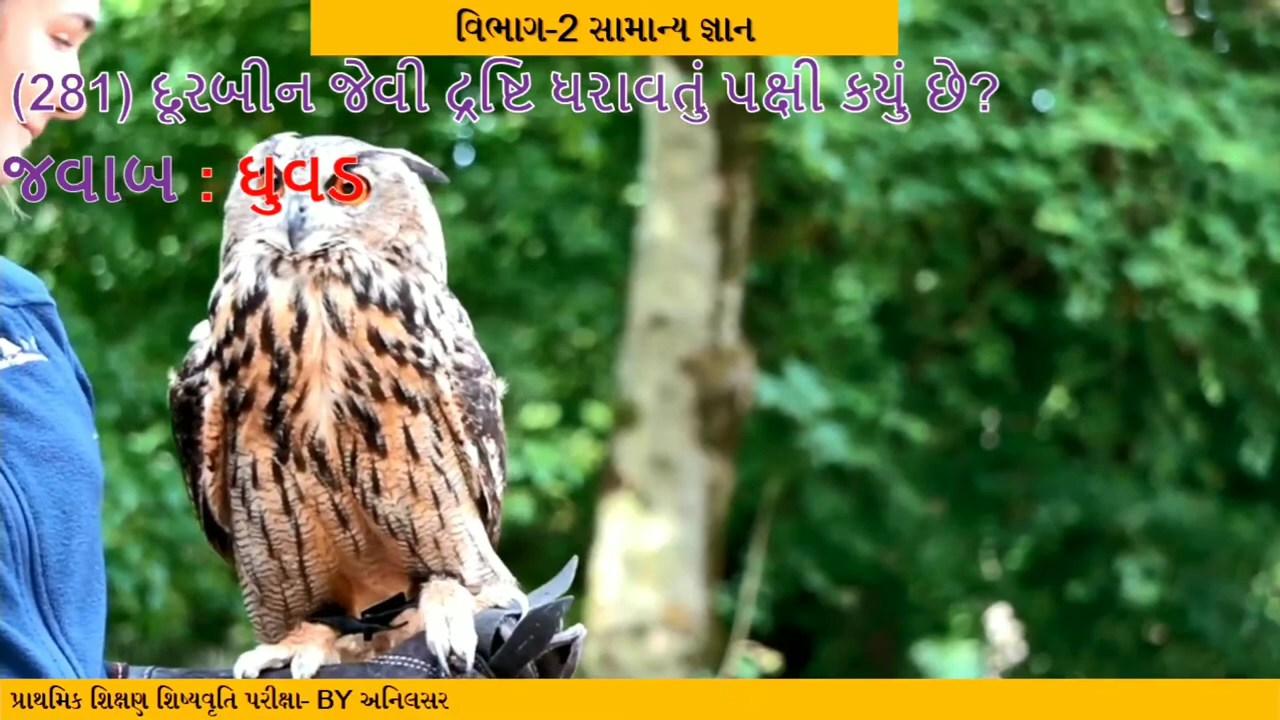 વિભાગ-2 સામાન્ય જ્ઞાન
(281) દૂરબીન જેવી દ્રષ્ટિ ધરાવતું પક્ષી કયું છે?
જવાબ : ઘુવડ
પ્રાથમિક શિક્ષણ શિષ્યવૃતિ પરીક્ષા- BY અનિલસર